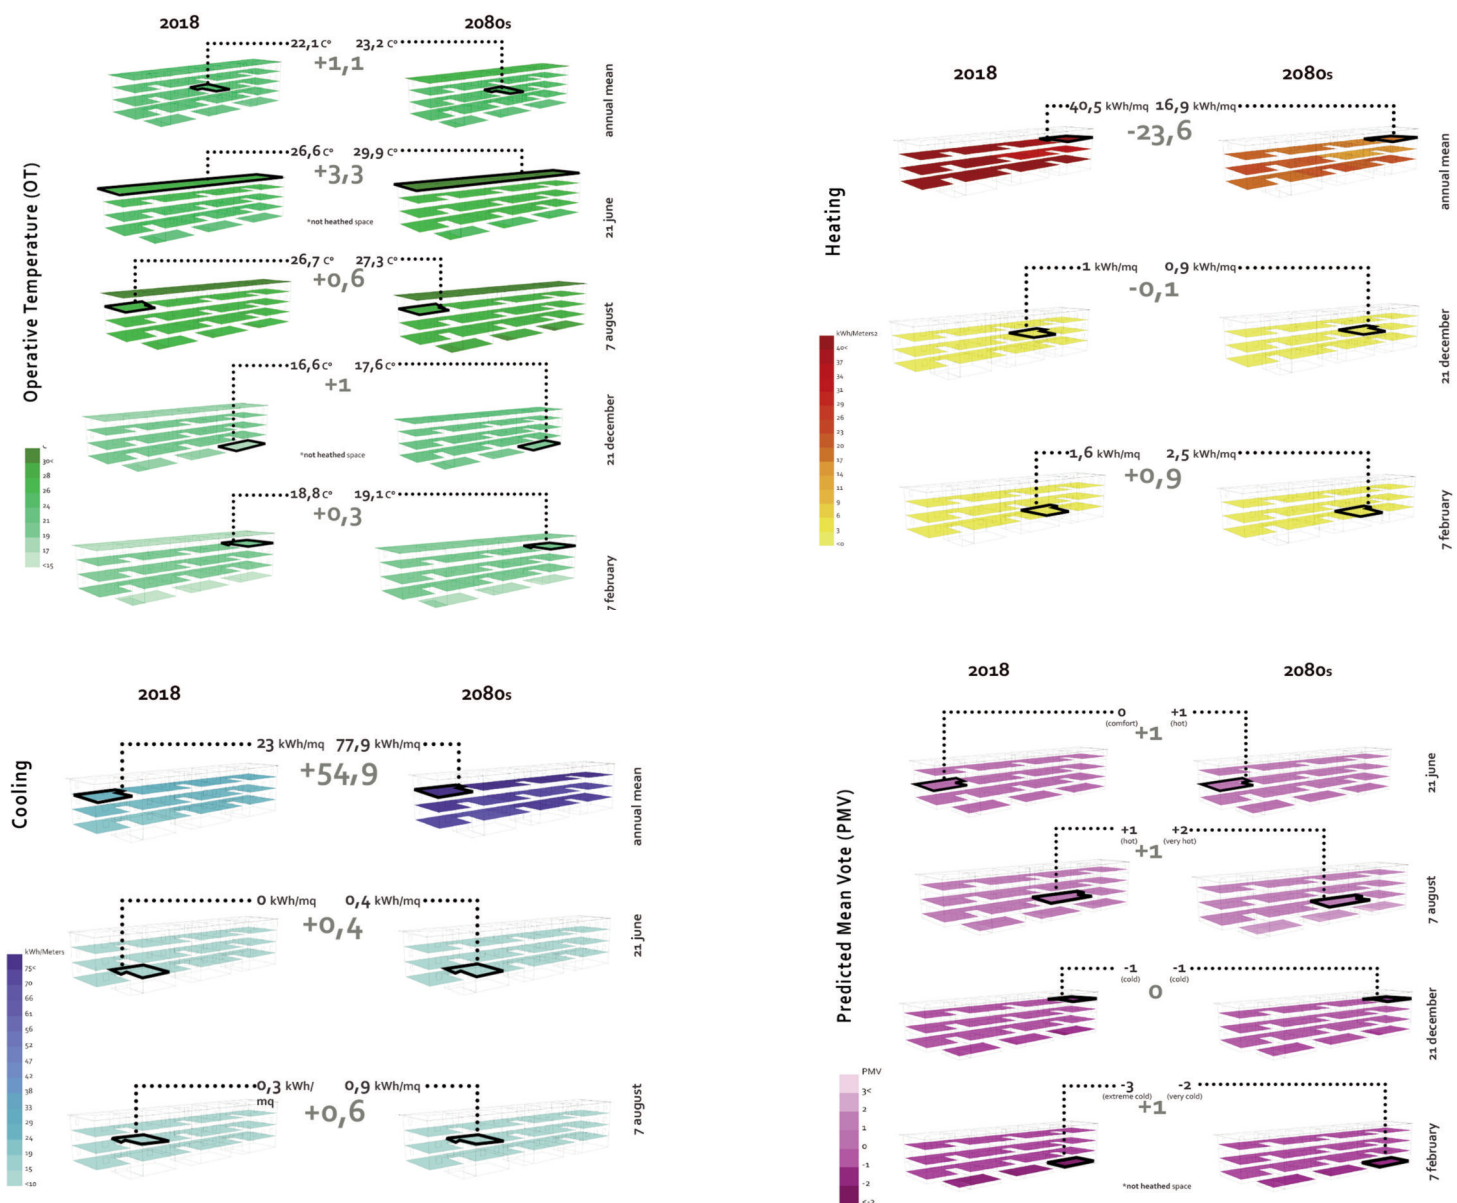 2018
2080s
Operative Temperature (OT)
22,1 C° 23,2 C°
+1,1
annual mean
26,6 C° 29,9 C°
+3,3
*not heathed space
21 june
26,7 C° 27,3 C°
+0,6
7 august
16,6 C° 17,6 C°
+1
*not heathed space
21 december
18,8 C° 19,1 C°
+0,3
7 february
30<
28
26
24
21
19
17
<15
2018
2080s
Heating
40,5 kWh/mq 16,9 kWh/mq
-23,6
annual mean
1 kWh/mq 0,9 kWh/mq
-0,1
21 december
1,6 kWh/mq 2,5 kWh/mq
+0,9
7 february
kWh/Meters2
40<
37
34
31
29
26
23
20
17
14
11
9
6
3
<0
2018
2080s
Cooling
23 kWh/mq 77,9 kWh/mq
+54,9
annual mean
0 kWh/mq 0,4 kWh/mq
+0,4
21 june
0,3 kWh/
mq
0,9 kWh/mq
+0,6
7 august
kWh/Meters
75<
70
66
61
56
52
47
42
38
33
29
24
19
15
<10
2018
2080s
Predicted Mean Vote (PMV)
0 +1
(comfort) (hot)
+1
21 june
+1 +2
(hot) (very hot)
+1
7 august
-1 -1
(cold) (cold)
0
21 december
-3 -2
(extreme cold) (very cold)
+1
*not heathed space
7 february
PMV
3<
2
1
0
-1
-2